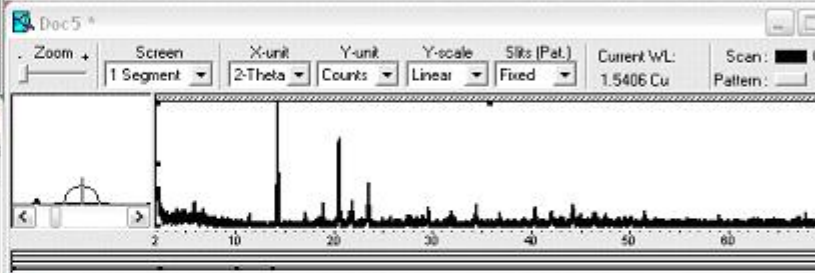 Doc5 *
- Zoom + Screen X-unit Y-unit Y-scale Slits (Pat.) Current WL: Scan:
1 Segment 2-Theta Counts Linear Fixed 1.5406 Cu Pattern:
2 10 20 30 40 50 60